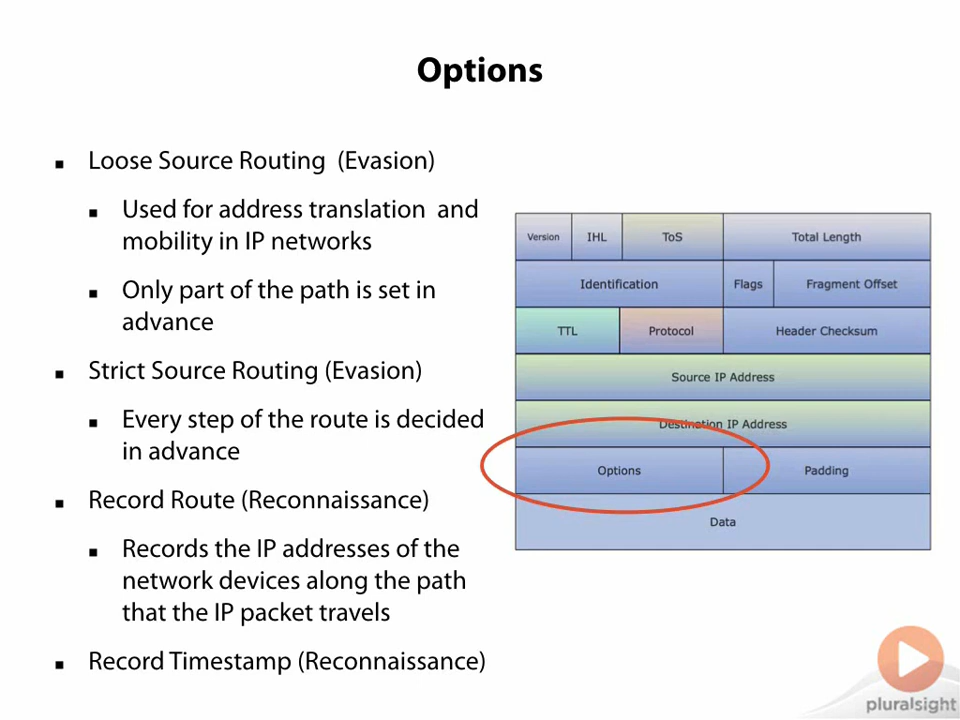 Options
Loose Source Routing (Evasion)
Used for address translation and
mobility in IP networks
Only part of the path is set in
advance
Strict Source Routing (Evasion)
Every step of the route is decided
in advance
Record Route (Reconnaissance)
Records the IP addresses of the
network devices along the path
that the IP packet travels
Record Timestamp (Reconnaissance)
Version IHL ToS Total Length
Identification Flags Fragment Offset
TTL Protocol Header Checksum
Source IP Address
Destination IP Address
Options Padding
Data
pluralsight